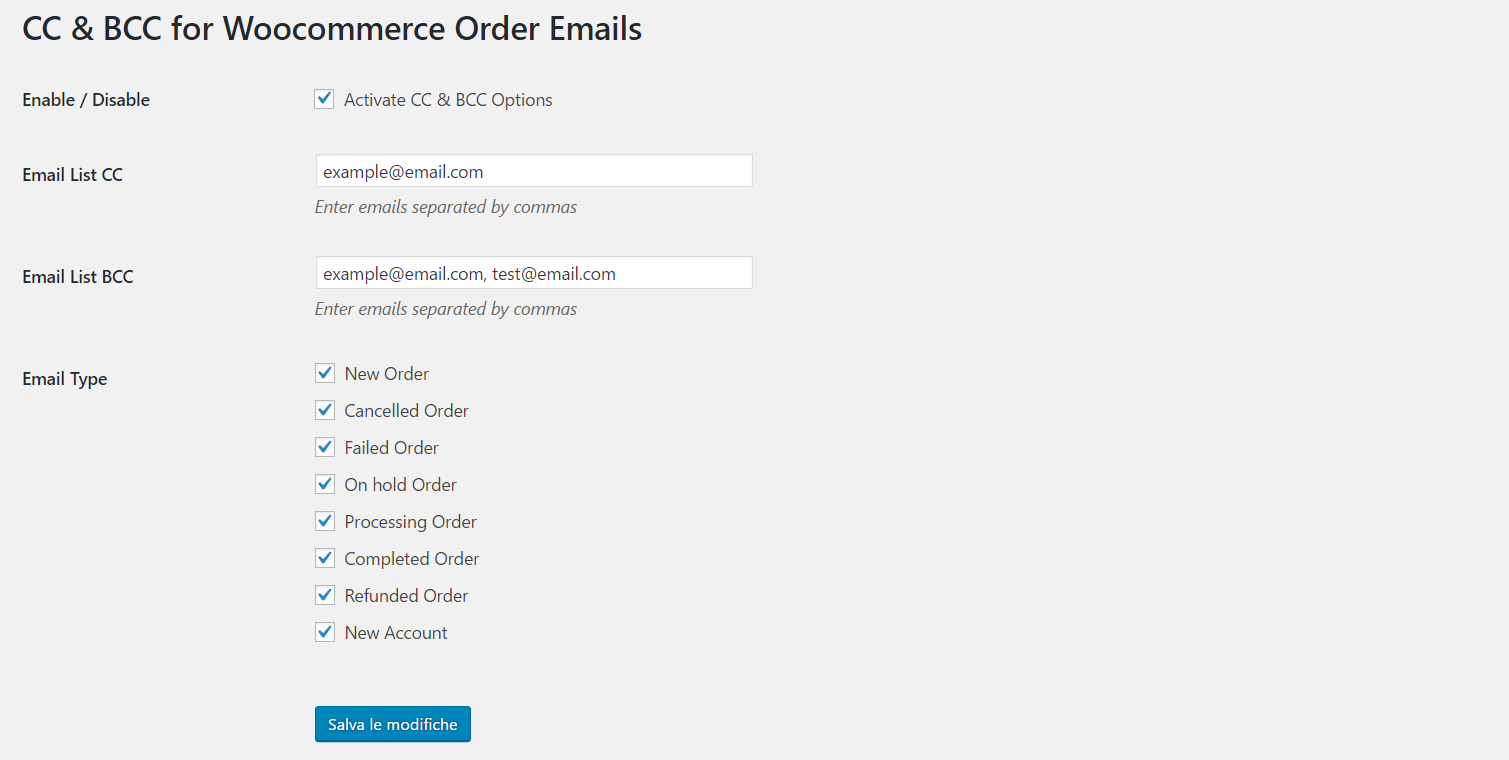 CC & BCC for Woocommerce Order Emails
Enable / Disable
Activate CC & BCC Options
Email List CC
example@email.com
Enter emails separated by commas
Email List BCC
example@email.com, test@email.com
Enter emails separated by commas
Email Type
New Order
Cancelled Order
Failed Order
On hold Order
Processing Order
Completed Order
Refunded Order
New Account
Salva le modifiche